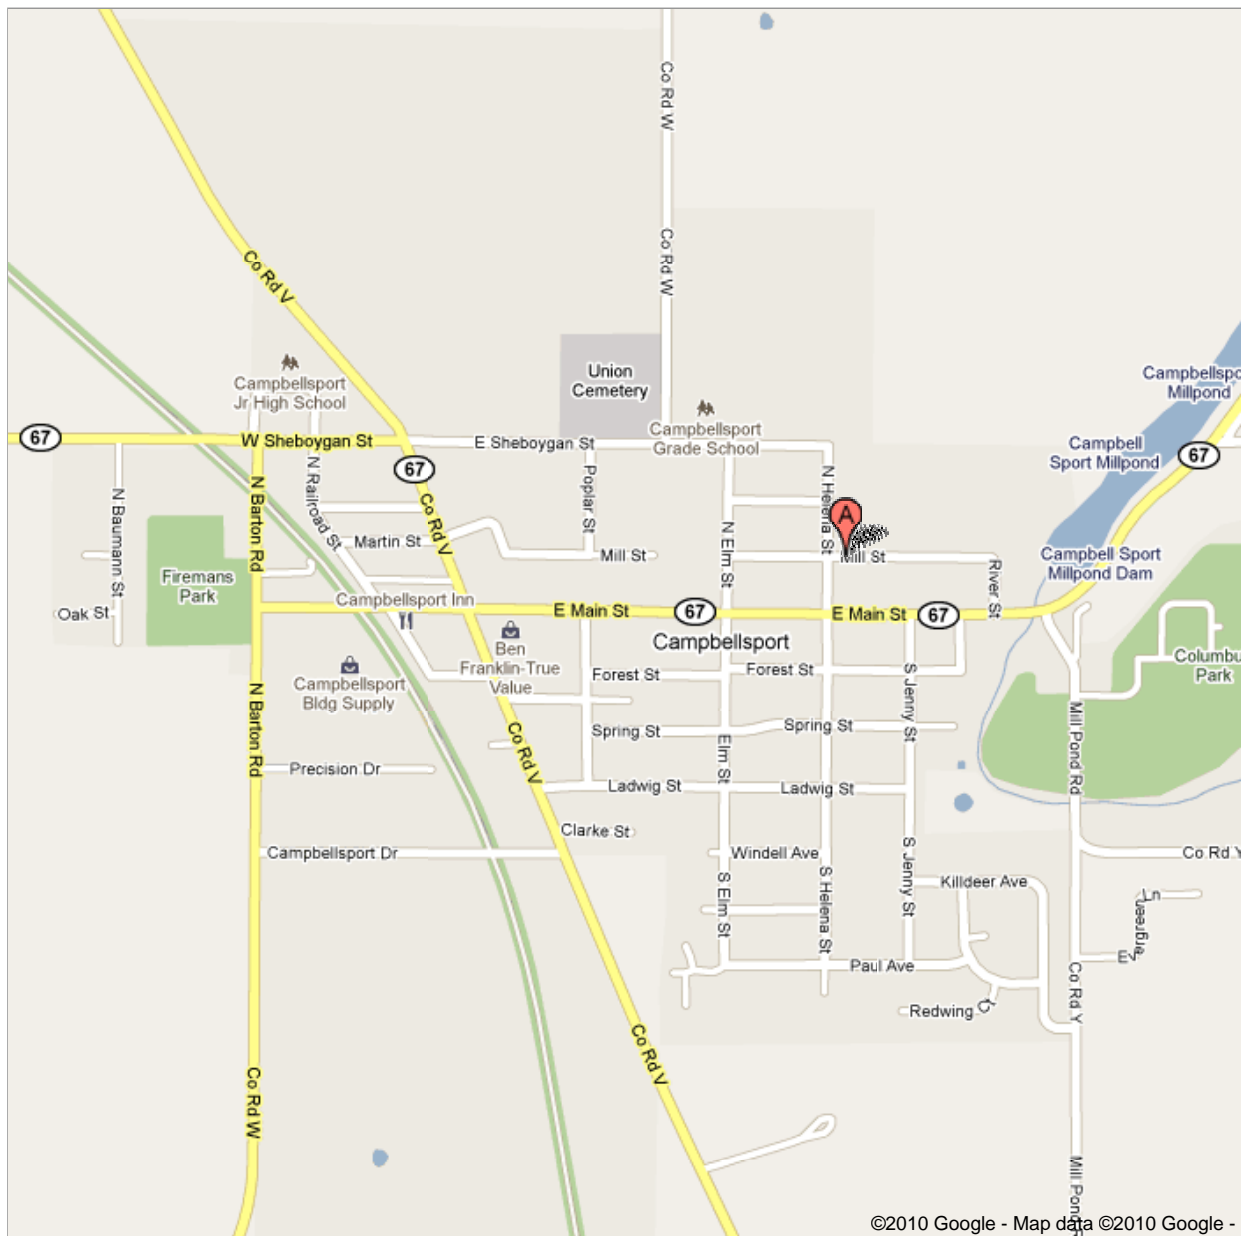 Co Rd W
Co Rd W
Co Rd V
Union
Cemetery
Campbellsport
Jr High School
Campbellspo
Millpond
67
W Sheboygan St
E Sheboygan St
Campbellsport
Grade School
Campbell
Sport Millpond
67
67
N Baumann St
N Barton Rd
N Railroad St
Co Rd V
Poplar St
N Elm St
N Helena St
A
Martin St
Mill St
Mill St
River St
Campbell Sport
Millpond Dam
Firemans
Park
Oak St
Campbellsport Inn
E Main St
67
E Main St
67
Campbellsport
Ben
Franklin-True
Value
Forest St
Forest St
S Jenny St
Columbu
Park
Campbellsport
Bldg Supply
N Barton Rd
Co Rd V
Spring St
Spring St
Elm St
Mill Pond Rd
Precision Dr
Ladwig St
Ladwig St
Clarke St
Campbellsport Dr
Windell Ave
S Jenny St
Co Rd Y
S Elm St
S Helena St
Killdeer Ave
Ev
ergreen
Ln
Paul Ave
Co Rd Y
Redwing Ct
Co Rd V
Co Rd W
Mill Pond R
©2010 Google - Map data ©2010 Google -